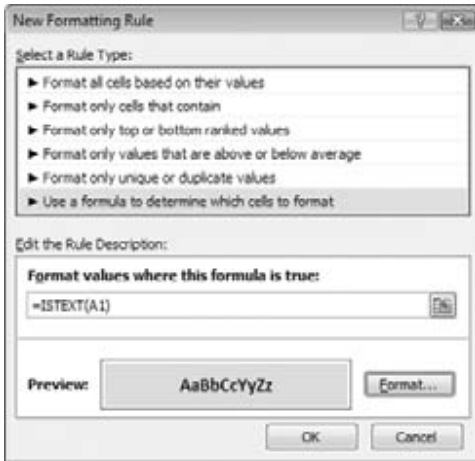 New Formatting Rule
Select a Rule Type:
► Format all cells based on their values
► Format only cells that contain
► Format only top or bottom ranked values
► Format only values that are above or below average
► Format only unique or duplicate values
► Use a formula to determine which cells to format
Edit the Rule Description:
Format values where this formula is true:
=ISTEXT(A1)
Preview: AaBbCcYyZz Format...
OK Cancel